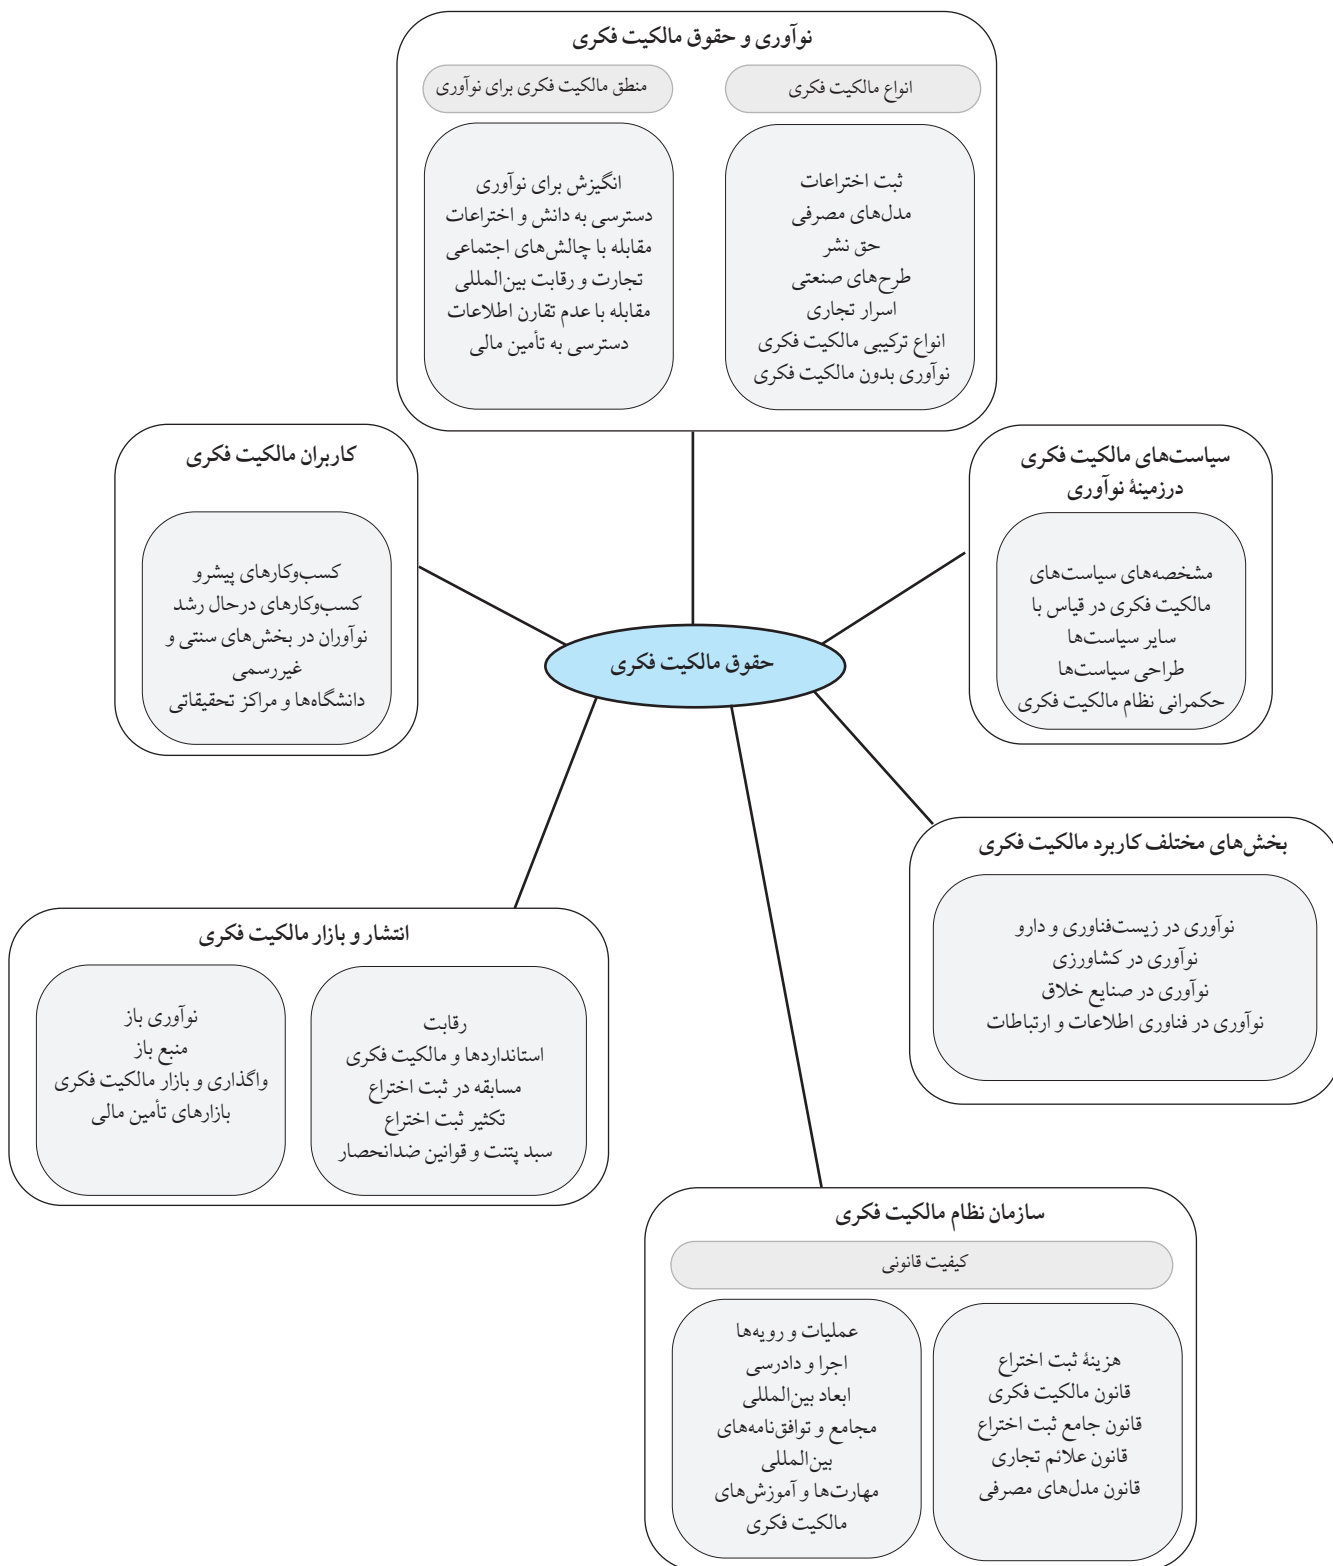 نوآوری و حقوق مالکیت فکری
انواع مالکیت فکری
ثبت اختراعات
مدل‌های مصرفی
حق نشر
طرح‌های صنعتی
اسرار تجاری
انواع ترکیبی مالکیت فکری
نوآوری بدون مالکیت فکری
منطق مالکیت فکری برای نوآوری
انگیزش برای نوآوری
دسترسی به دانش و اختراعات
مقابله با چالش‌های اجتماعی
تجارت و رقابت بین‌المللی
مقابله با عدم تقارن اطلاعات
دسترسی به تأمین مالی
سیاست‌های مالکیت فکری
درزمینۀ نوآوری
مشخصه‌های سیاست‌های
مالکیت فکری در قیاس با
سایر سیاست‌ها
طراحی سیاست‌ها
حکمرانی نظام مالکیت فکری
کاربران مالکیت فکری
کسب‌وکارهای پیشرو
کسب‌وکارهای درحال رشد
نوآوران در بخش‌های سنتی و
غیررسمی
دانشگاه‌ها و مراکز تحقیقاتی
حقوق مالکیت فکری
بخش‌های مختلف کاربرد مالکیت فکری
نوآوری در زیست‌فناوری و دارو
نوآوری در کشاورزی
نوآوری در صنایع خلاق
نوآوری در فناوری اطلاعات و ارتباطات
انتشار و بازار مالکیت فکری
رقابت
استانداردها و مالکیت فکری
مسابقه در ثبت اختراع
تکثیر ثبت اختراع
سبد پتنت و قوانین ضدانحصار
نوآوری باز
منبع باز
واگذاری و بازار مالکیت فکری
بازارهای تأمین مالی
سازمان نظام مالکیت فکری
کیفیت قانونی
هزینۀ ثبت اختراع
قانون مالکیت فکری
قانون جامع ثبت اختراع
قانون علائم تجاری
قانون مدل‌های مصرفی
عملیات و رویه‌ها
اجرا و دادرسی
ابعاد بین‌المللی
مجامع و توافق‌نامه‌های
بین‌المللی
مهارت‌ها و آموزش‌های
مالکیت فکری